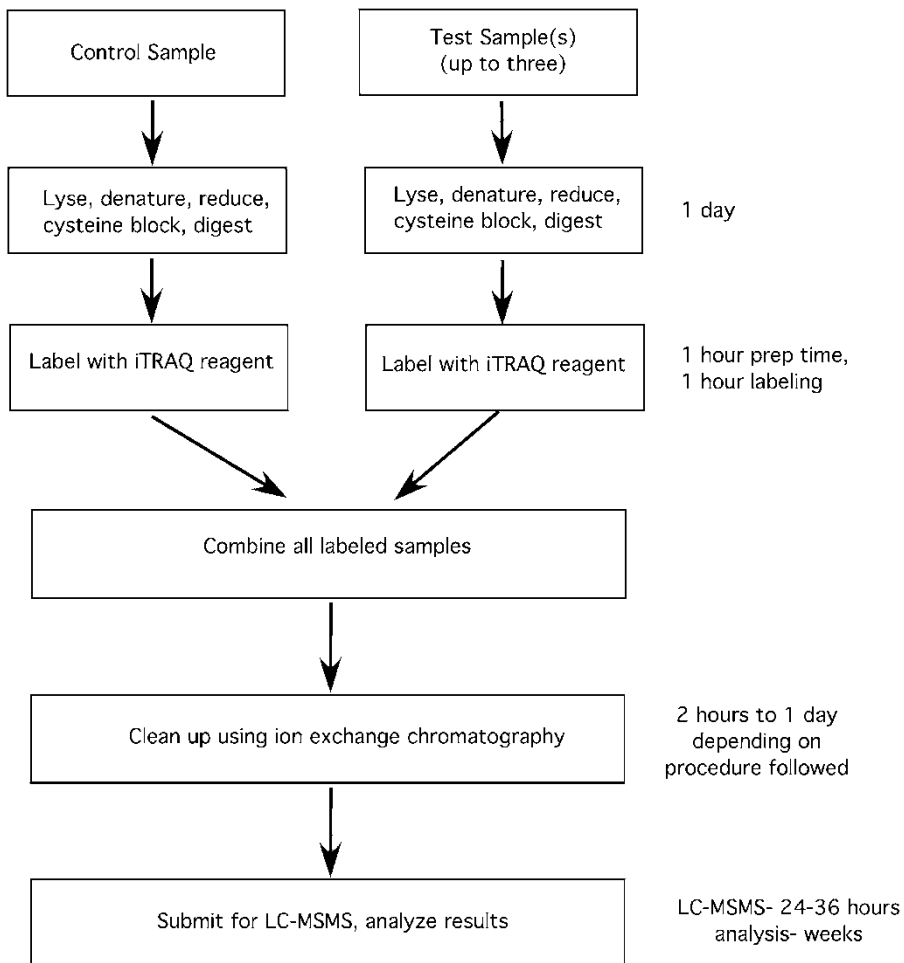 Control Sample
Test Sample(s)
(up to three)
Lyse, denature, reduce,
cysteine block, digest
Lyse, denature, reduce,
cysteine block, digest
1 day
Label with iTRAQ reagent
Label with iTRAQ reagent
1 hour prep time,
1 hour labeling
Combine all labeled samples
Clean up using ion exchange chromatography
2 hours to 1 day
depending on
procedure followed
Submit for LC-MSMS, analyze results
LC-MSMS- 24-36 hours
analysis- weeks